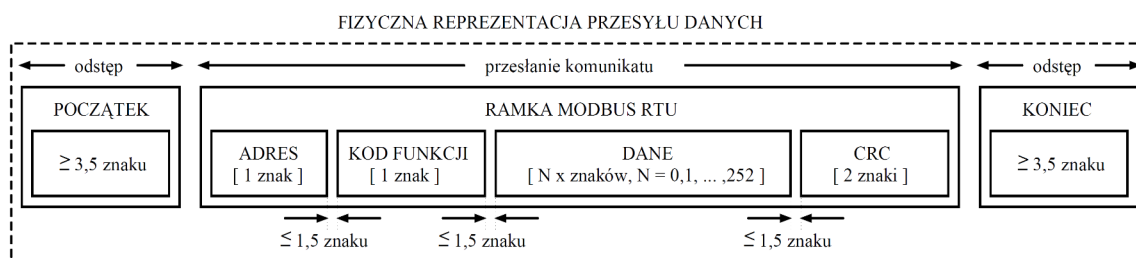 FIZYCZNA REPREZENTACJA PRZESYŁU DANYCH
odstęp przesłanie komunikatu odstęp
POCZĄTEK RAMKA MODBUS RTU KONIEC
≥ 3,5 znaku
ADRES KOD FUNKCJI DANE CRC
[ 1 znak ] [ 1 znak ] [ N x znaków, N = 0,1, ... ,252 ] [ 2 znaki ]
≥ 3,5 znaku
≤ 1,5 znaku ≤ 1,5 znaku ≤ 1,5 znaku